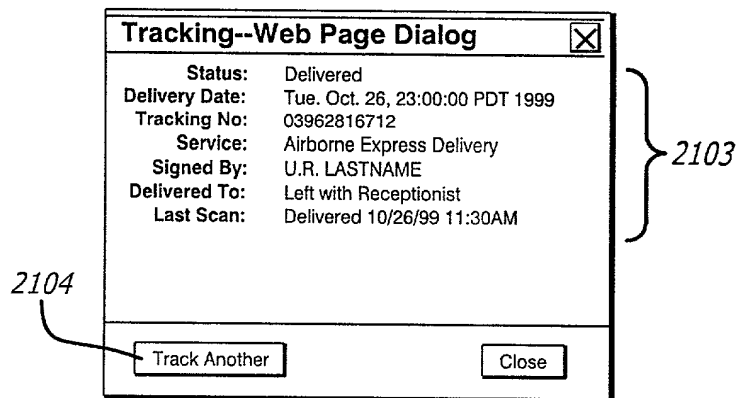 Tracking--Web Page Dialog
Status: Delivered
Delivery Date: Tue. Oct. 26, 23:00:00 PDT 1999
Tracking No: 03962816712
Service: Airborne Express Delivery
Signed By: U.R. LASTNAME
Delivered To: Left with Receptionist
Last Scan: Delivered 10/26/99 11:30AM
2103
2104
Track Another Close